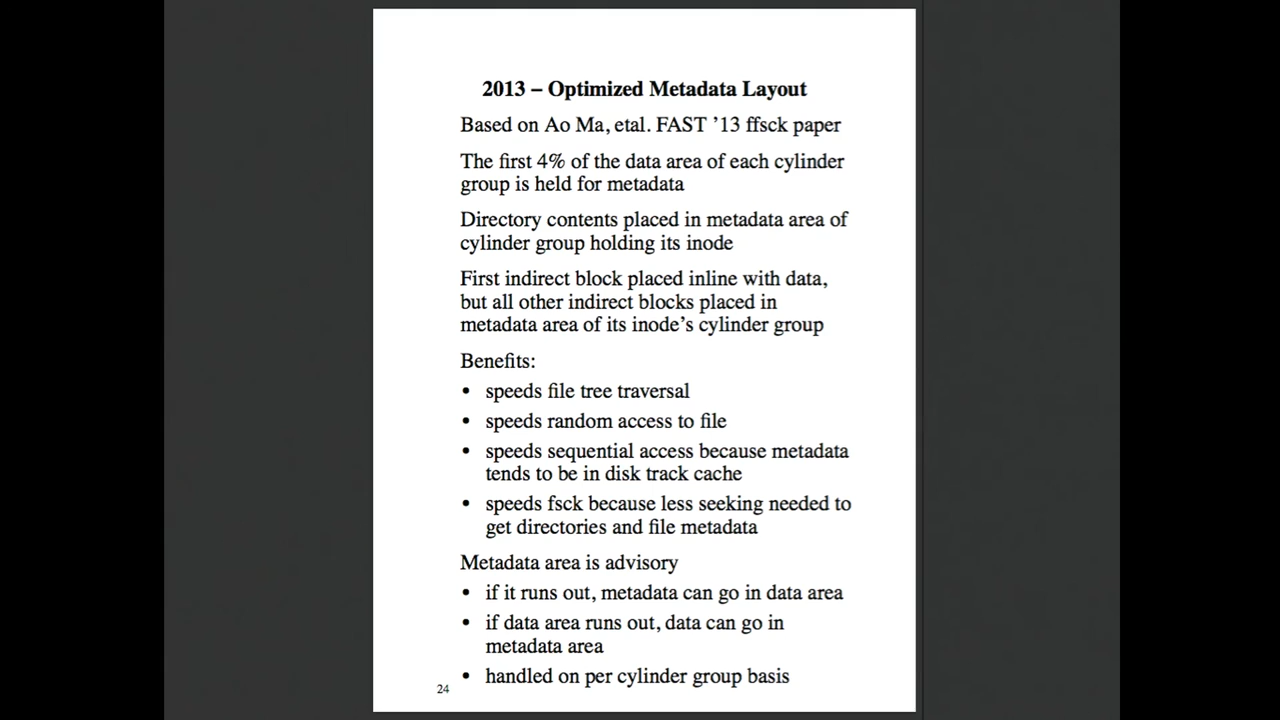 2013 – Optimized Metadata Layout
Based on Ao Ma, etal. FAST ’13 ffsck paper
The first 4% of the data area of each cylinder
group is held for metadata
Directory contents placed in metadata area of
cylinder group holding its inode
First indirect block placed inline with data,
but all other indirect blocks placed in
metadata area of its inode’s cylinder group
Benefits:
• speeds file tree traversal
• speeds random access to file
• speeds sequential access because metadata
tends to be in disk track cache
• speeds fsck because less seeking needed to
get directories and file metadata
Metadata area is advisory
• if it runs out, metadata can go in data area
• if data area runs out, data can go in
metadata area
• handled on per cylinder group basis
24